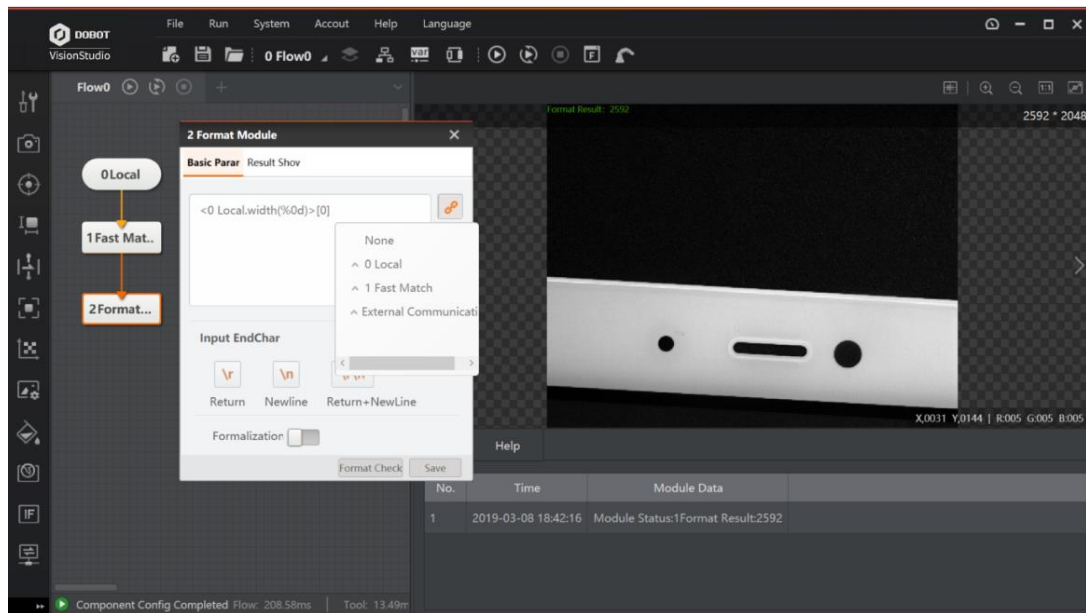 DOBOT
VisionStudio
File Run System Accout Help Language
0 Flow0
var
F
Flow0
Format Result: 2592
1:1
2592 * 2048
2 Format Module
Basic Parar Result Shov
0 Local
<0 Local.width(%0d)>[0]
None
0 Local
1 Fast Match
External Communicati
1 Fast Mat..
2 Format...
Input EndChar
\r \n
Return Newline Return+NewLine
Formalization
Format Check Save
X,0031 Y,0144 | R:005 G:005 B:005
Help
No. Time Module Data
1 2019-03-08 18:42:16 Module Status:1Format Result:2592
IF
Component Config Completed Flow: 208.58ms Tool: 13.49m